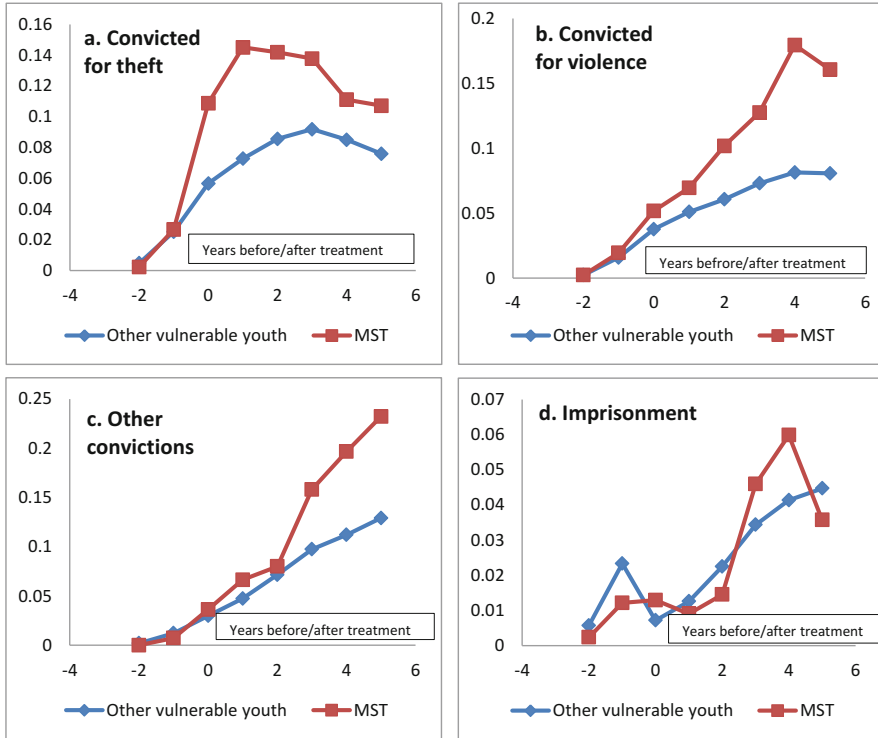 a. Convicted
for theft
0.16
0.14
0.12
0.1
0.08
0.06
0.04
0.02
0
Years before/after treatment
-4 -2 0 2 4 6
Other vulnerable youth MST
b. Convicted
for violence
0.2
0.15
0.1
0.05
0
Years befrore/after treatment
-4 -2 0 2 4 6
Other vulnerable youth MST
c. Other
convictions
0.25
0.2
0.15
0.1
0.05
0
Years before/after treatment
-4 -2 0 2 4 6
Other vulnerable youth MST
d. Imprisonment
0.07
0.06
0.05
0.04
0.03
0.02
0.01
0
Years before/after treatment
-4 -2 0 2 4 6
Other vulnerable youth MST